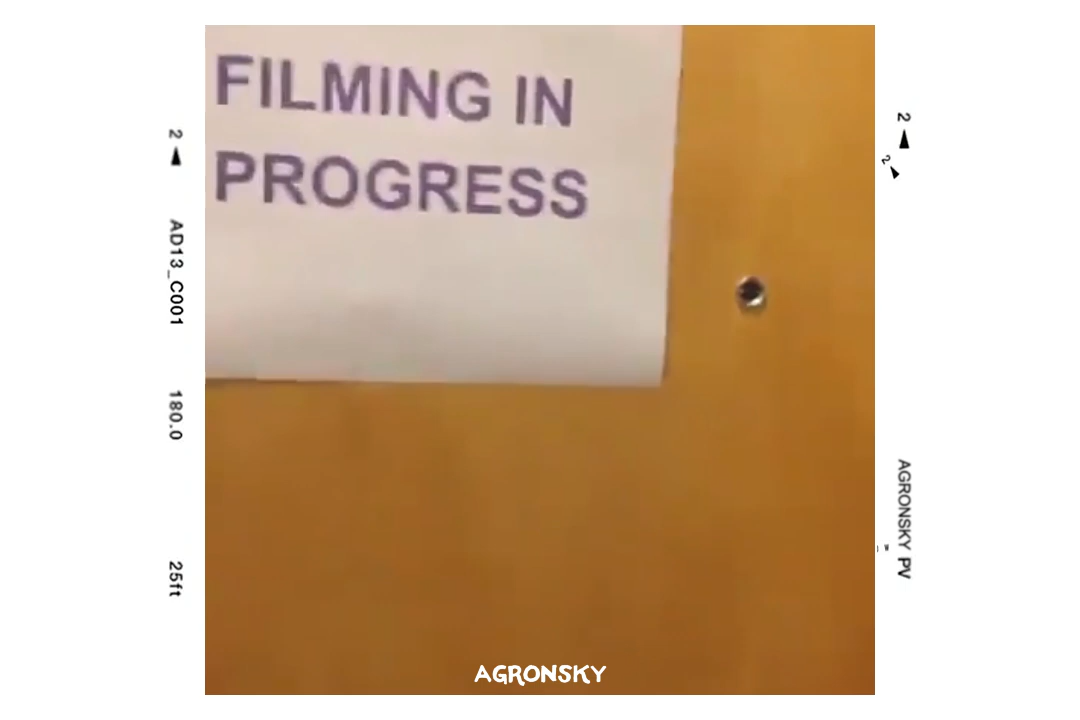 FILMING IN
PROGRESS
2
AD13_C001
180.0
25ft
2
2
AGRONSKY PV
AGRONSKY